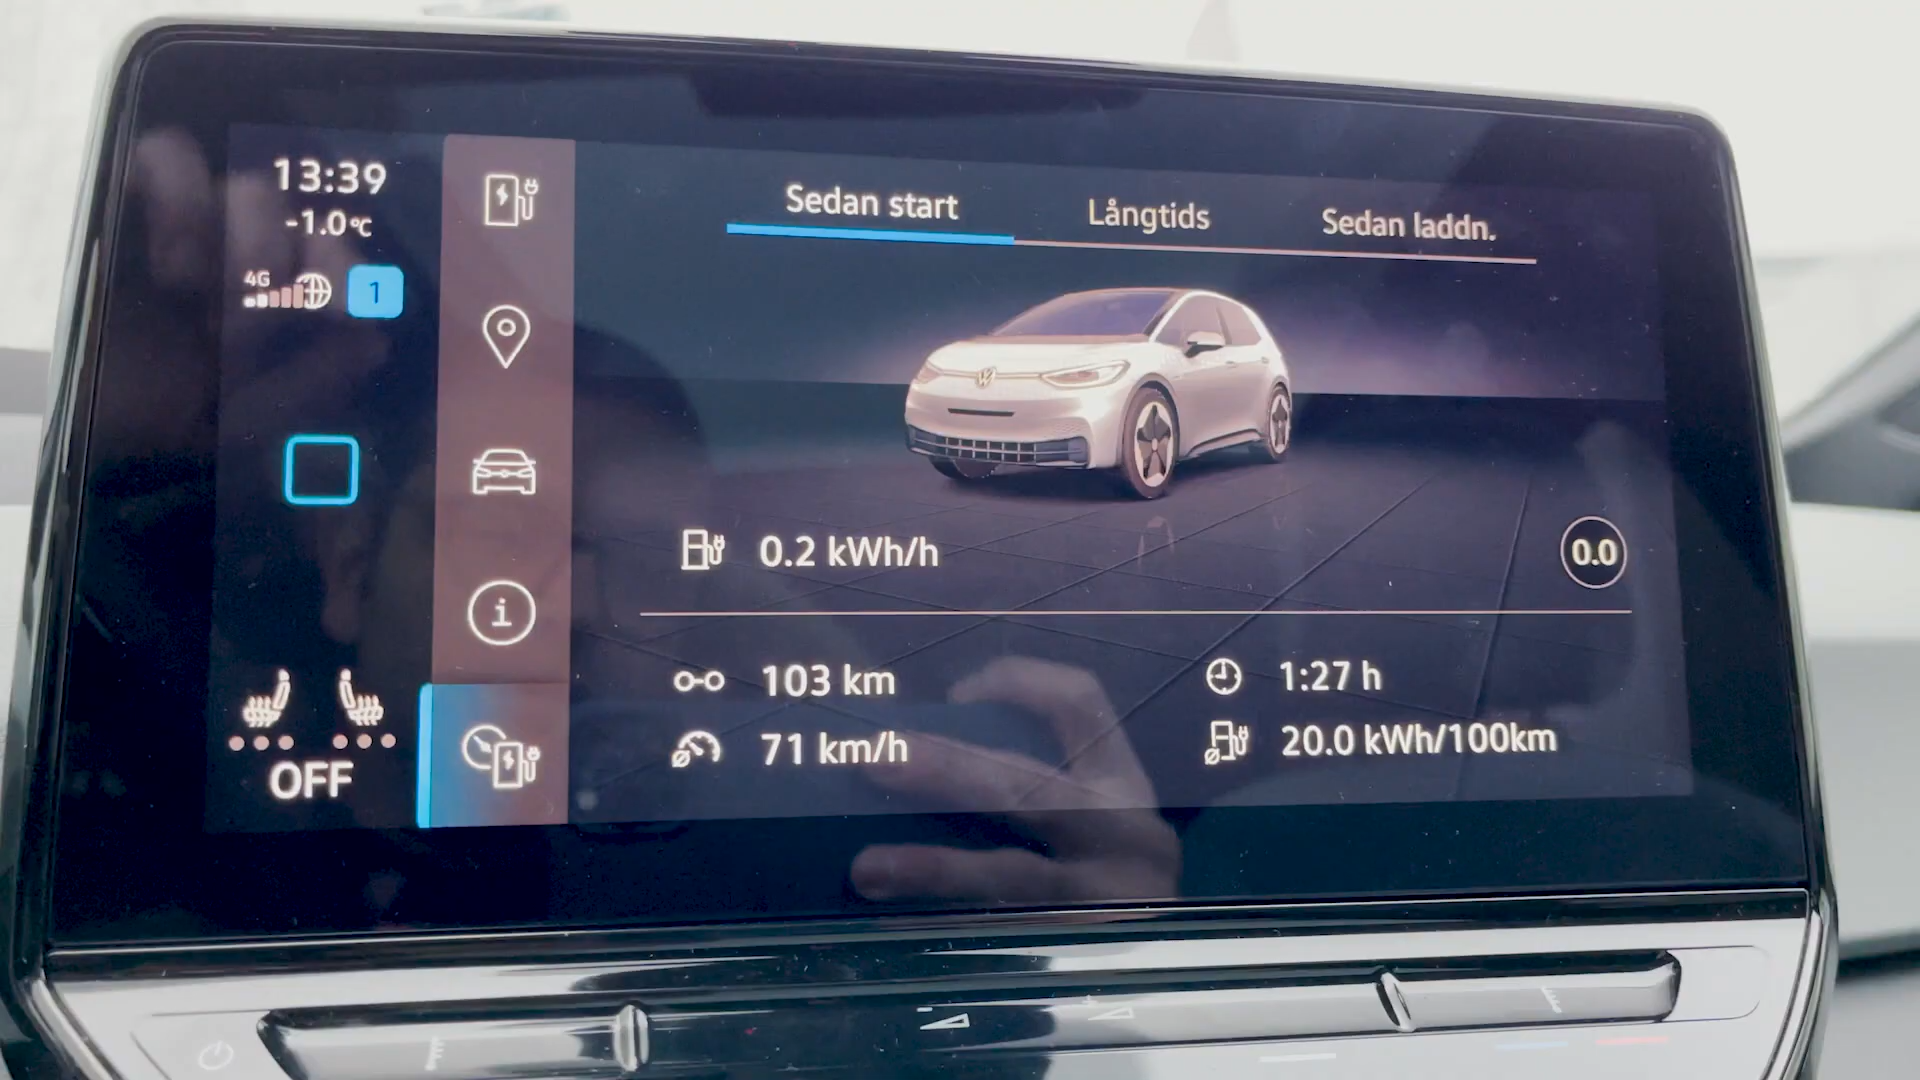 13:39
-1.0°C
4G
1
OFF
Sedan start
Långtids
Sedan laddn.
0.2 kWh/h
0.0
103 km
1:27 h
71 km/h
20.0 kWh/100km